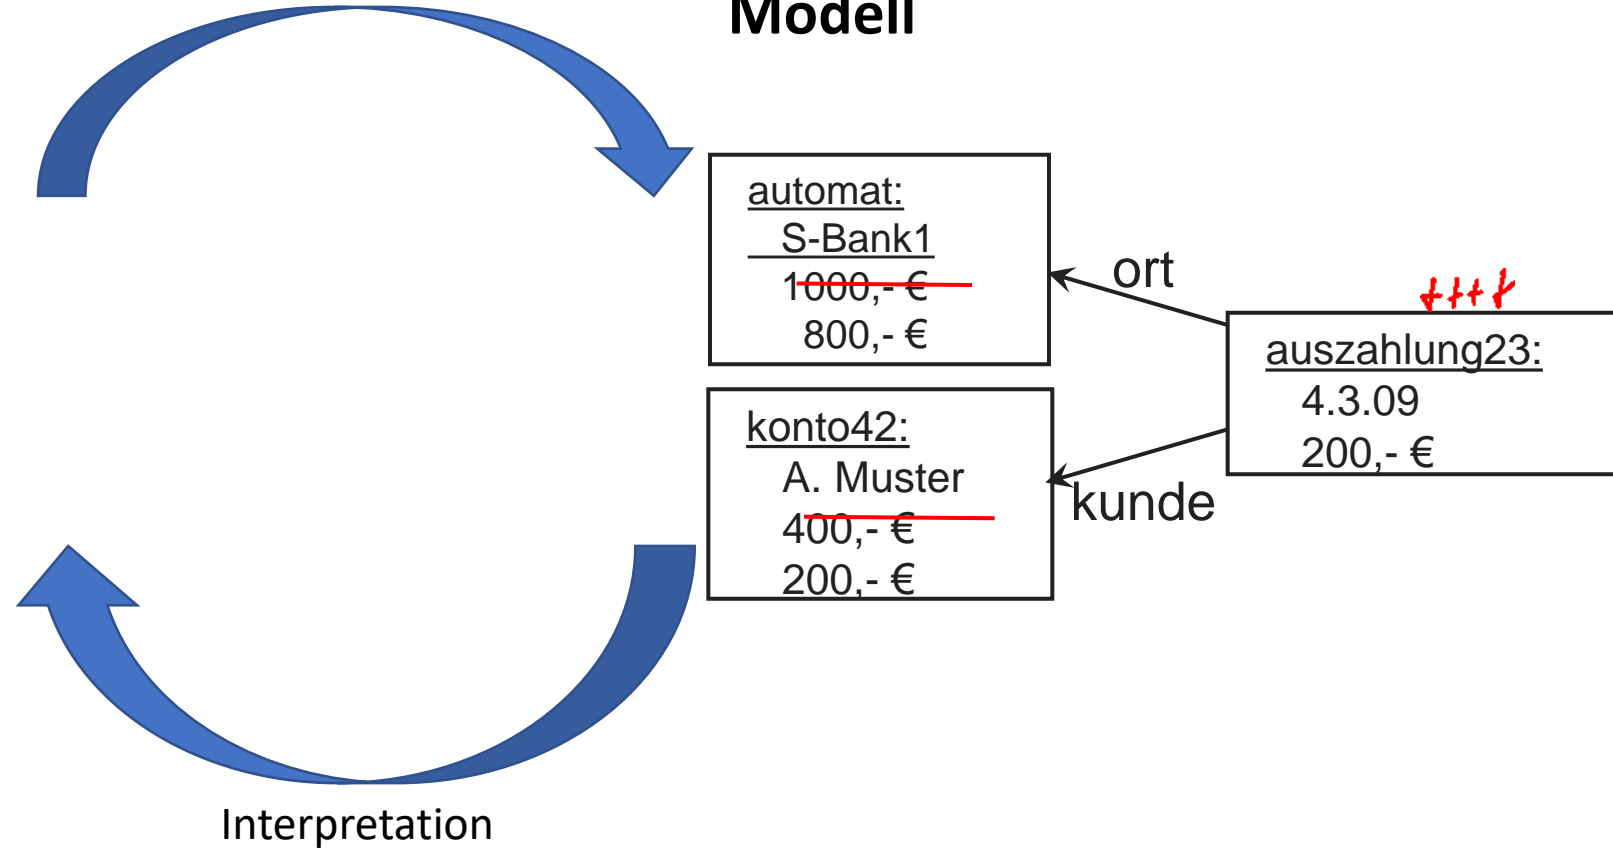 Modell
automat:
S-Bank1
1000,- €
800,- €
ort
auszahlung23:
4.3.09
200,- €
konto42:
A. Muster
400,- €
200,- €
kunde
Interpretation